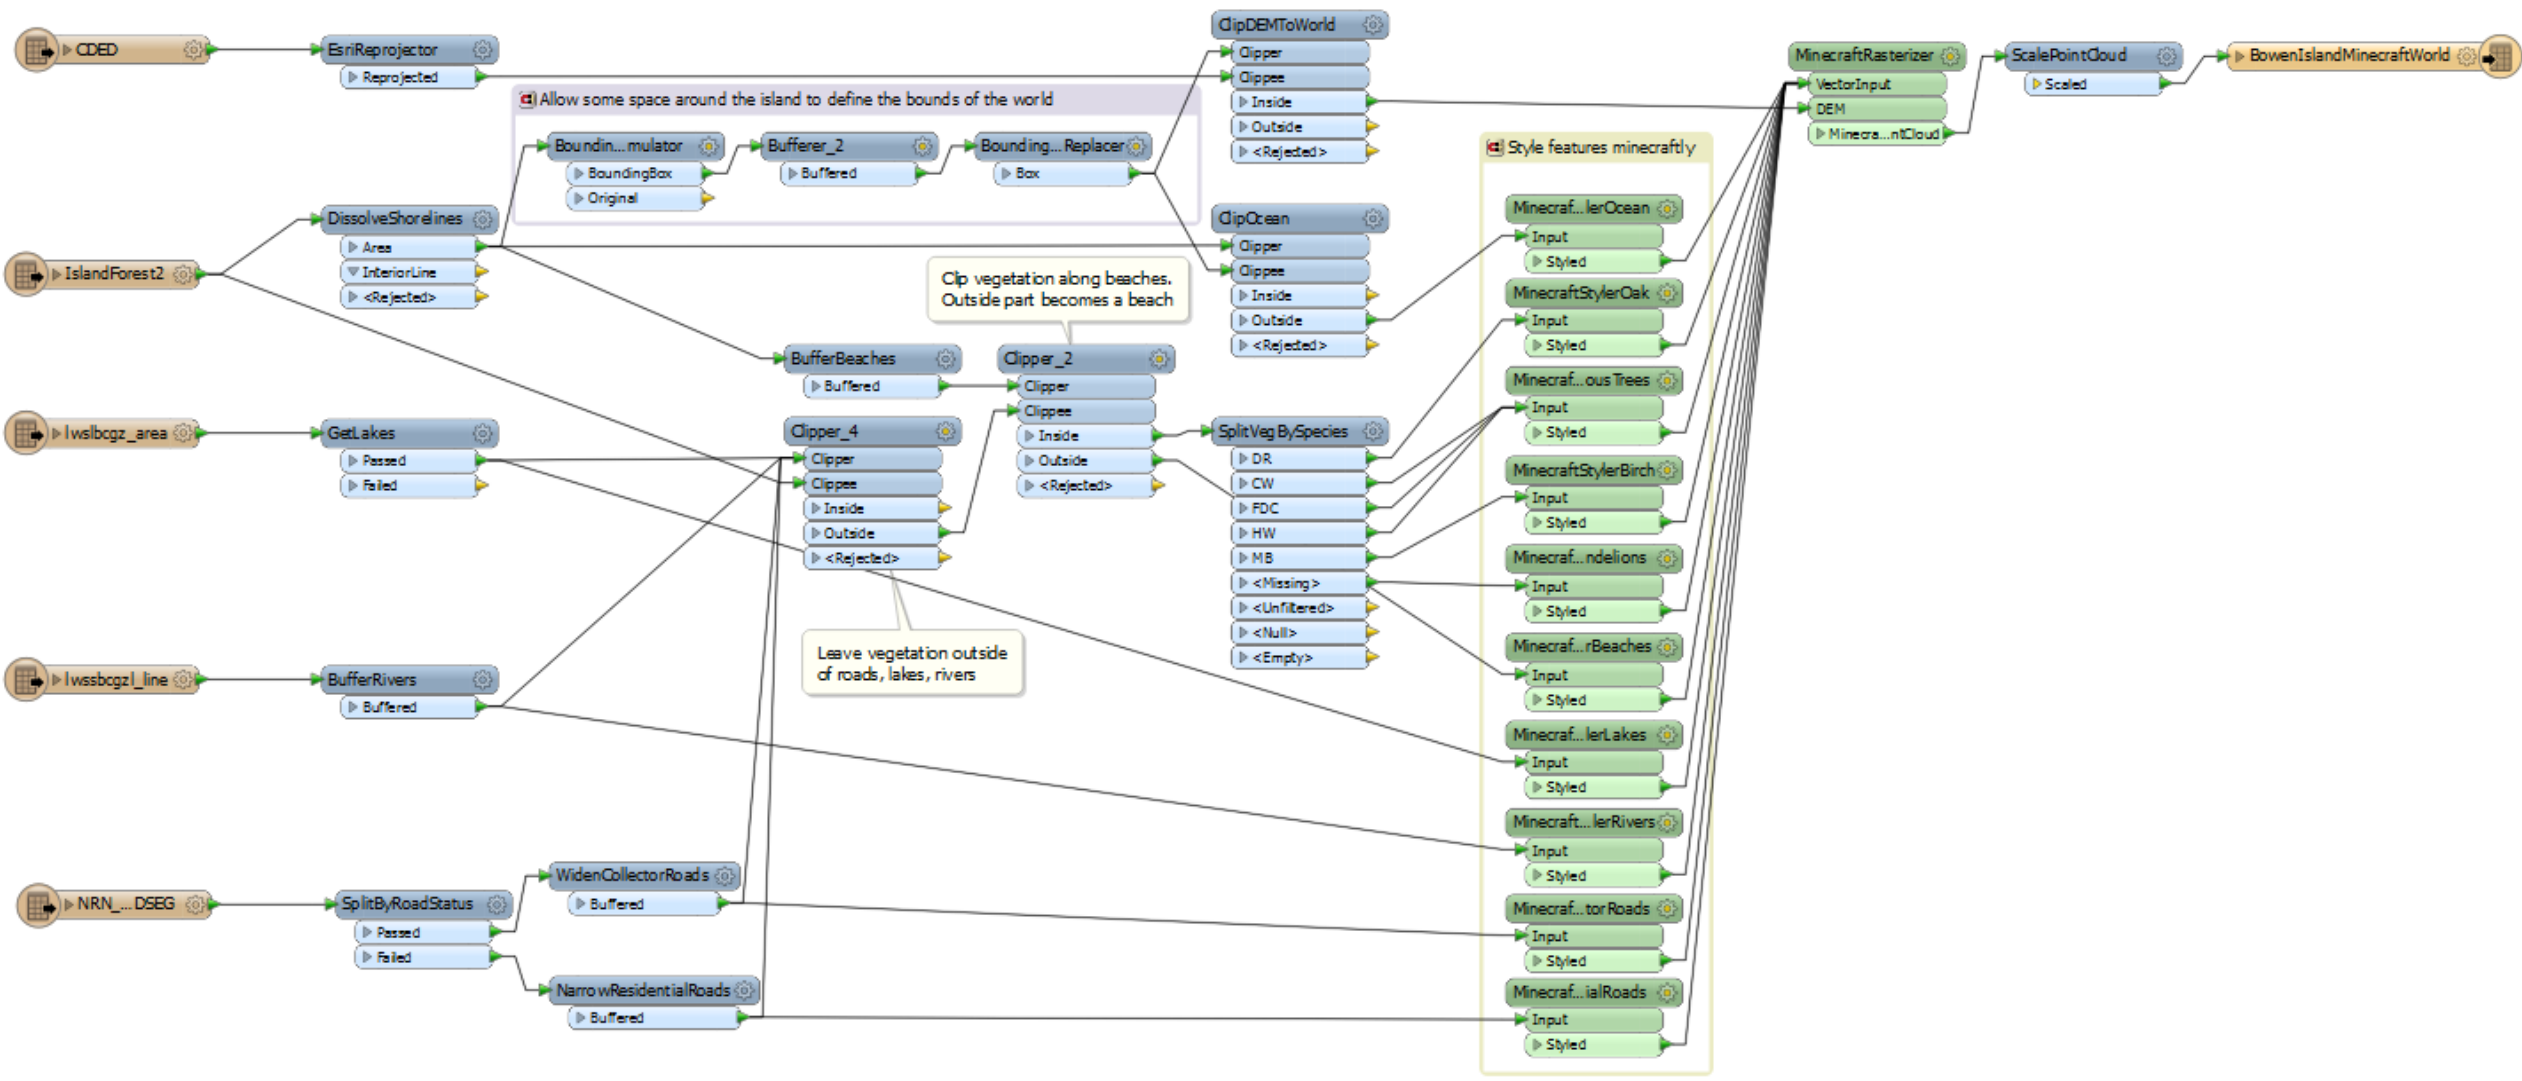 CDED
EsriReprojector
Reprojected
Allow some space around the island to define the bounds of the world
Boundin...mulator
BoundingBox
Original
Bufferer_2
Buffered
Bounding...Replacer
Box
ClipDEMToWorld
Clipper
Clippee
Inside
Outside
<Rejected>
IslandForest2
DissolveShorelines
Area
InteriorLine
<Rejected>
ClipOcean
Clipper
Clippee
Inside
Outside
<Rejected>
Clip vegetation along beaches.
Outside part becomes a beach
BufferBeaches
Buffered
Clipper_2
Clipper
Clippee
Inside
Outside
<Rejected>
lwslbcgz_area
GetLakes
Passed
Failed
Clipper_4
Clipper
Clippee
Inside
Outside
<Rejected>
Leave vegetation outside
of roads, lakes, rivers
SplitVegBySpecies
DR
CW
FDC
HW
MB
<Missing>
<Unfiltered>
<Null>
<Empty>
lwssbcgzl_line
BufferRivers
Buffered
NRN_...DSEG
SplitByRoadStatus
Passed
Failed
WidenCollectorRoads
Buffered
NarrowResidentialRoads
Buffered
Style features minecraftly
Minecraf...lerOcean
Input
Styled
MinecraftStylerOak
Input
Styled
Minecraf...ousTrees
Input
Styled
MinecraftStylerBirch
Input
Styled
Minecraf...ndelions
Input
Styled
Minecraf...rBeaches
Input
Styled
Minecraf...lerLakes
Input
Styled
Minecraft...lerRivers
Input
Styled
Minecraf...torRoads
Input
Styled
Minecraf...ialRoads
Input
Styled
MinecraftRasterizer
VectorInput
DEM
Minecra...ntCloud
ScalePointCloud
Scaled
BowenIslandMinecraftWorld